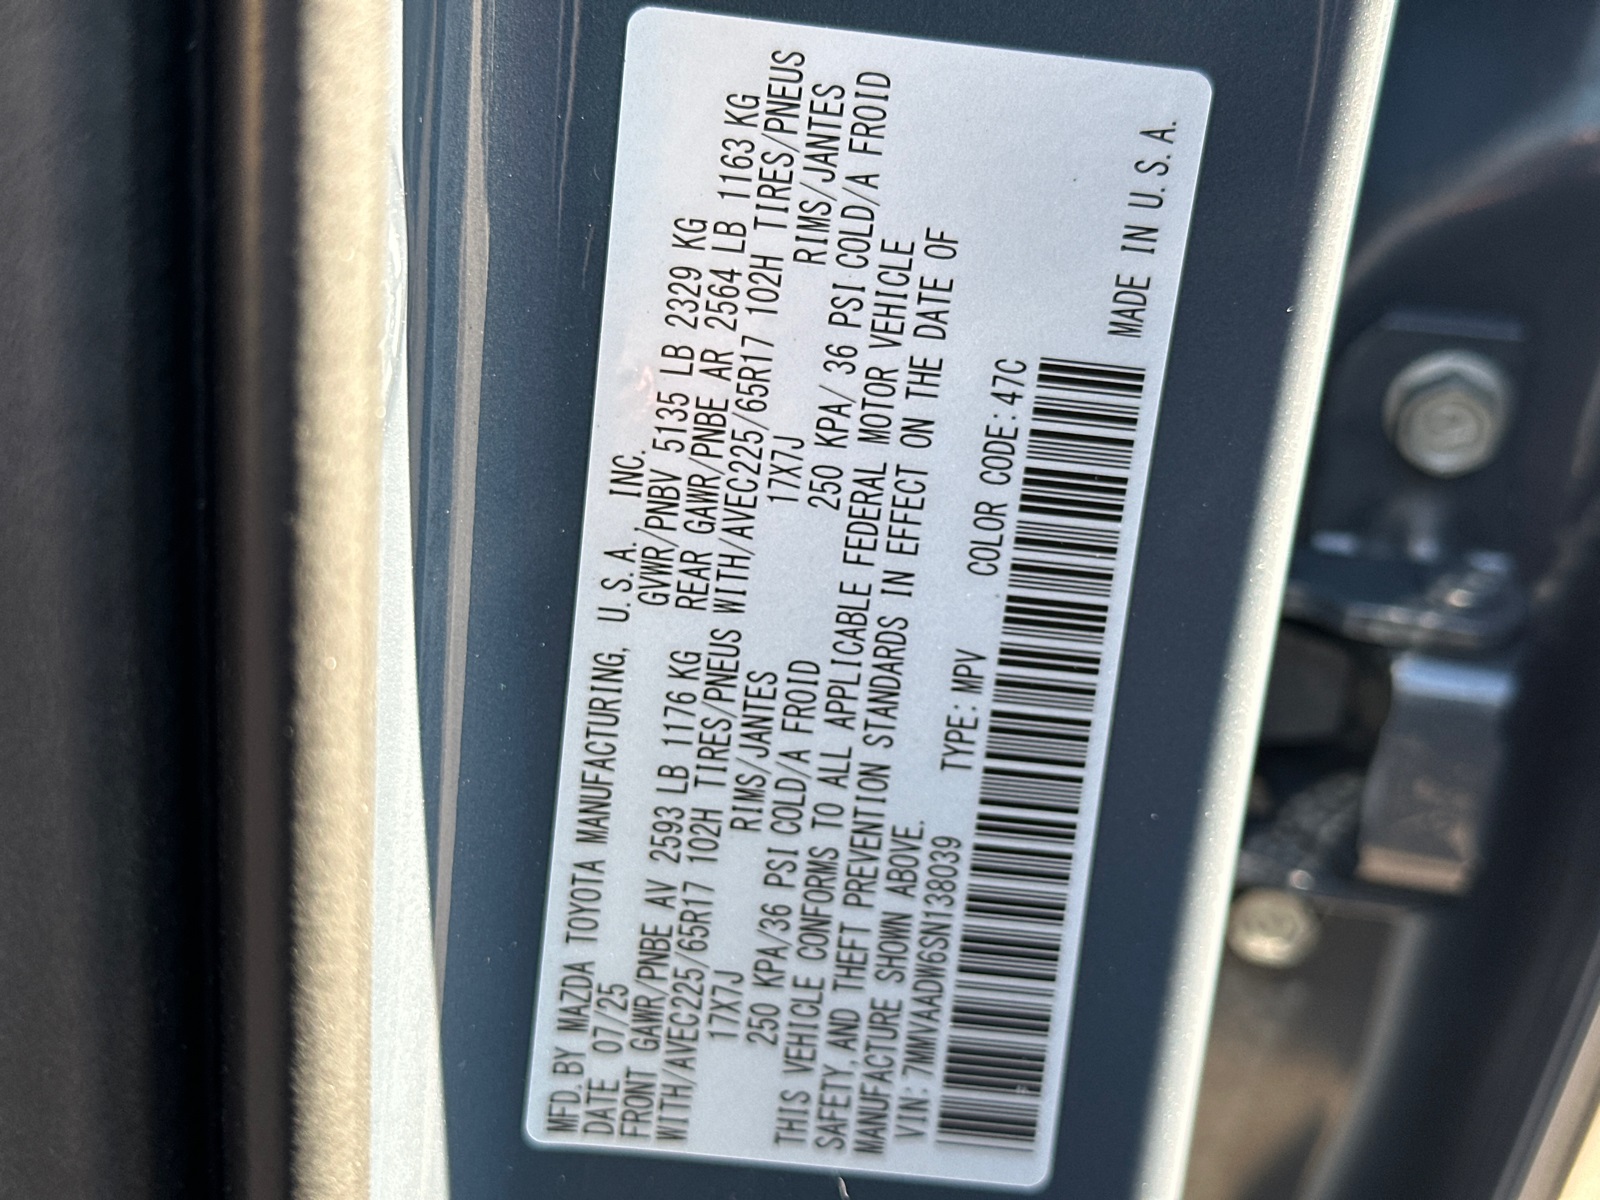 MFD. BY MAZDA TOYOTA MANUFACTURING, U.S.A., INC.
DATE 07/25 GVWR/PNBV 5135 LB 2329 KG
FRONT GAWR/PNBE AV 2593 LB 1176 KG REAR GAWR/PNBE AR 2564 LB 1163 KG
WITH/AVEC225/65R17 102H TIRES/PNEUS WITH/AVEC225/65R17 102H TIRES/PNEUS
17X7J RIMS/JANTES 17X7J RIMS/JANTES
250 KPA/36 PSI COLD/A FROID 250 KPA/ 36 PSI COLD/A FROID
THIS VEHICLE CONFORMS TO ALL APPLICABLE FEDERAL MOTOR VEHICLE
SAFETY, AND THEFT PREVENTION STANDARDS IN EFFECT ON THE DATE OF
MANUFACTURE SHOWN ABOVE.
VIN: 7MMVAADW6SN138039 TYPE: MPV COLOR CODE: 47C
MADE IN U.S.A.